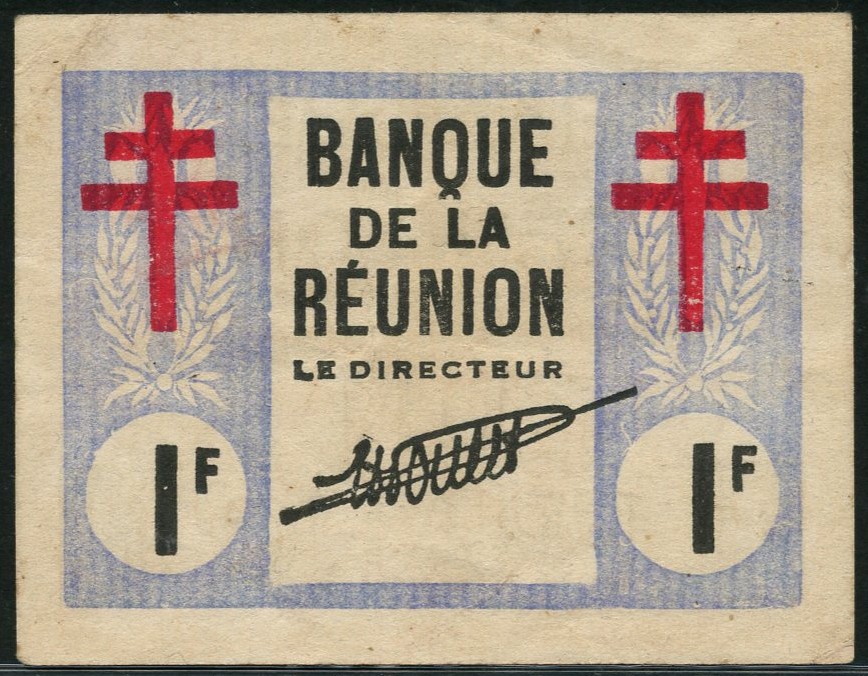 BANQUE
DE LA
RÉUNION
LE DIRECTEUR
1F 1F